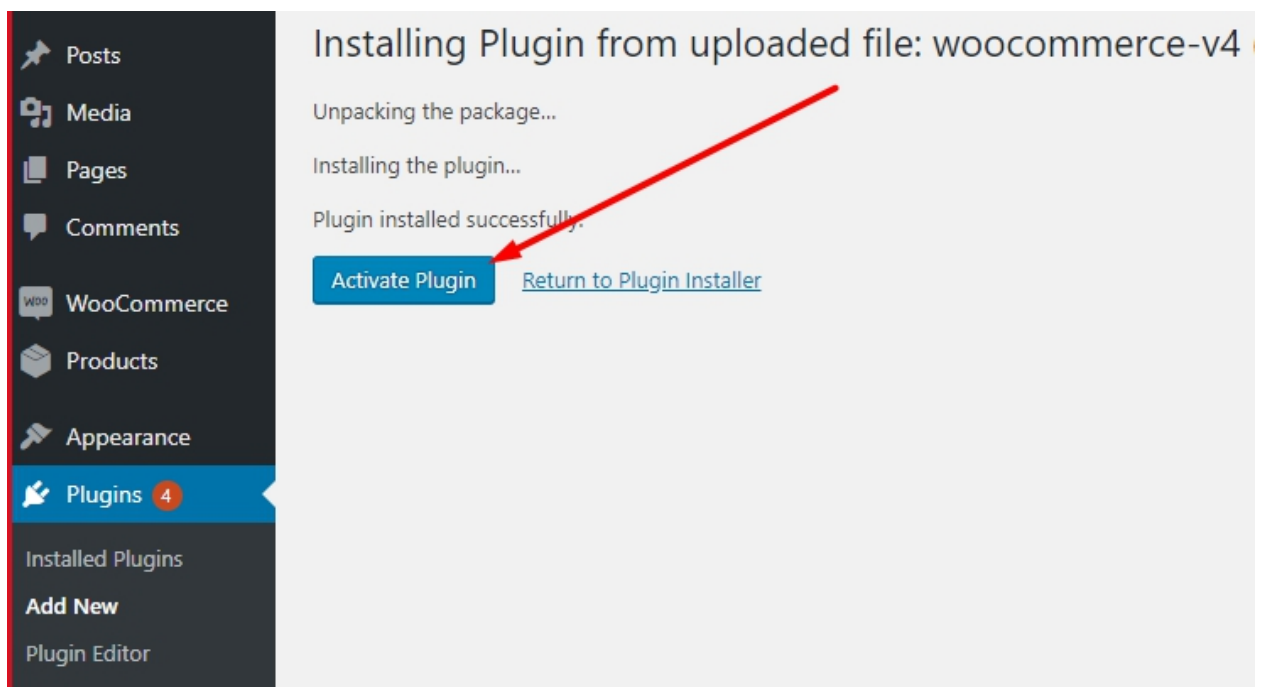 Posts
Media
Pages
Comments
WOO
WooCommerce
Products
Appearance
Plugins 4
Installed Plugins
Add New
Plugin Editor
Installing Plugin from uploaded file: woocommerce-v4
Unpacking the package...
Installing the plugin...
Plugin installed successfully.
Activate Plugin
Return to Plugin Installer